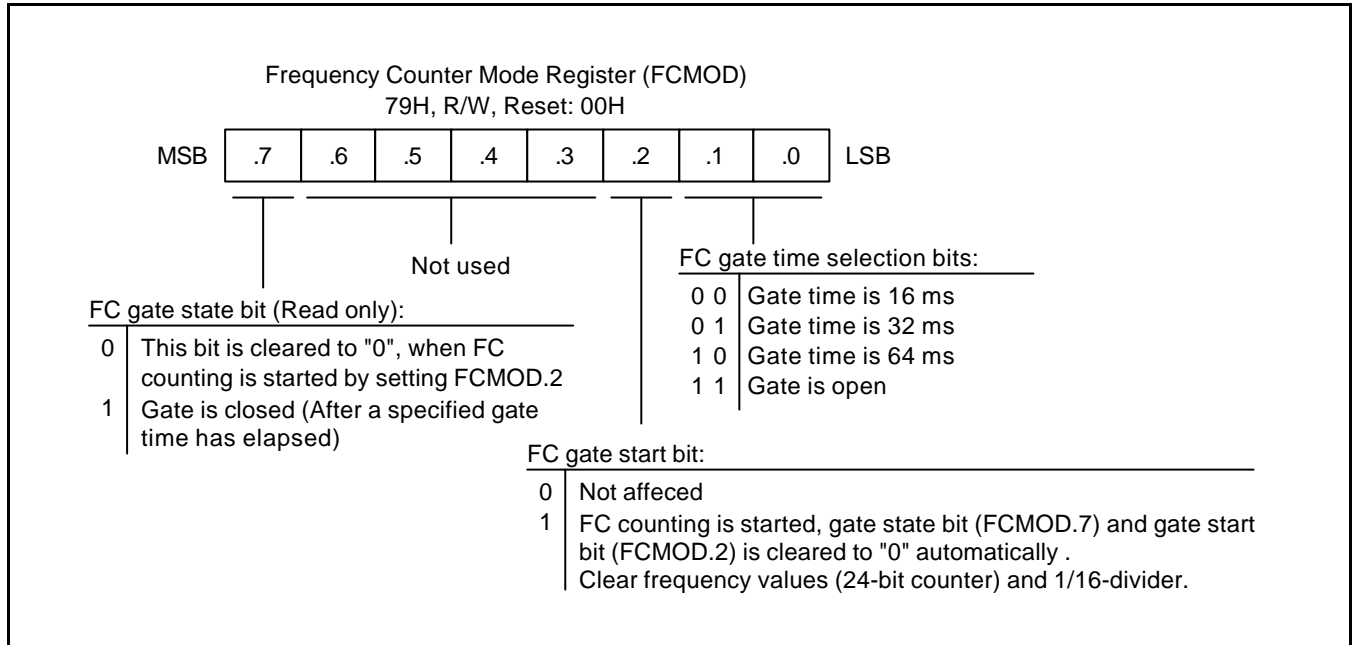 Frequency Counter Mode Register (FCMOD)
79H, R/W, Reset: 00H
MSB .7 .6 .5 .4 .3 .2 .1 .0 LSB
Not used
FC gate time selection bits:
0 0 Gate time is 16 ms
0 1 Gate time is 32 ms
1 0 Gate time is 64 ms
1 1 Gate is open
FC gate state bit (Read only):
0 This bit is cleared to "0", when FC
counting is started by setting FCMOD.2
1 Gate is closed (After a specified gate
time has elapsed)
FC gate start bit:
0 Not affeced
1 FC counting is started, gate state bit (FCMOD.7) and gate start
bit (FCMOD.2) is cleared to "0" automatically .
Clear frequency values (24-bit counter) and 1/16-divider.